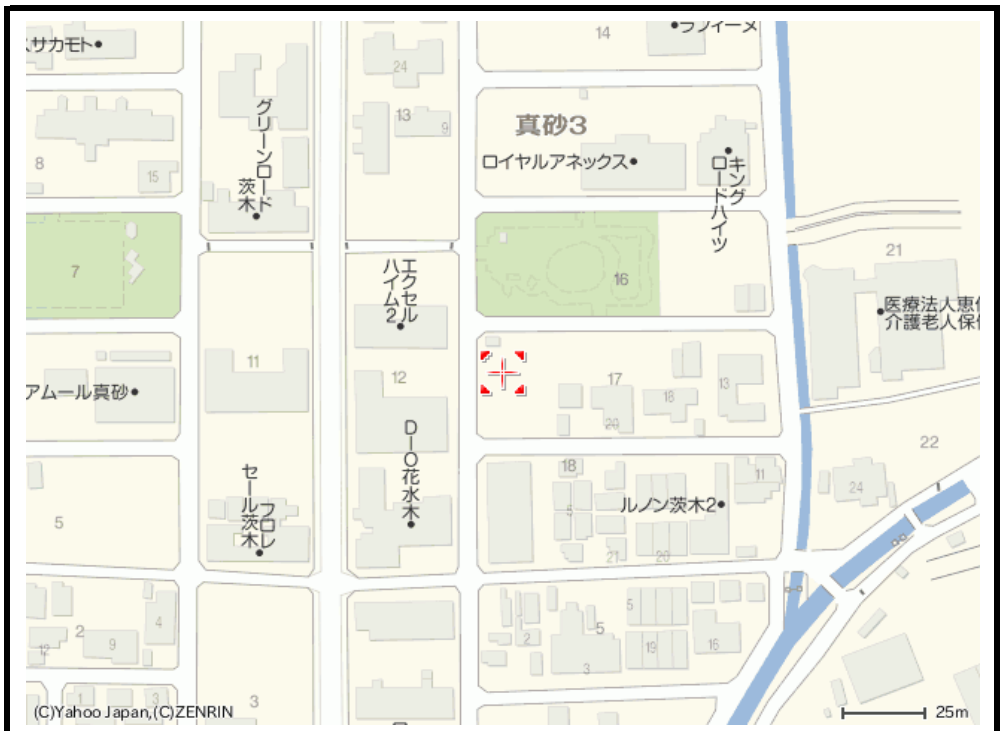 サカモト
ラフィーヌ
14
24
13
9
グリーンロード
茨木
真砂3
8
15
ロイヤルアネックス
キング
ロードハイツ
7
16
21
エクセル
ハイム2
医療法人恵
介護老人保
アムール真砂
11
12
17
18
13
20
D-O花水木
22
セール茨木
フロレ
18
11
5
5
ルノン茨木2
24
21
20
2
12
9
4
2
5
5
19
16
3
1
3
3
(C)Yahoo Japan,(C)ZENRIN
25m